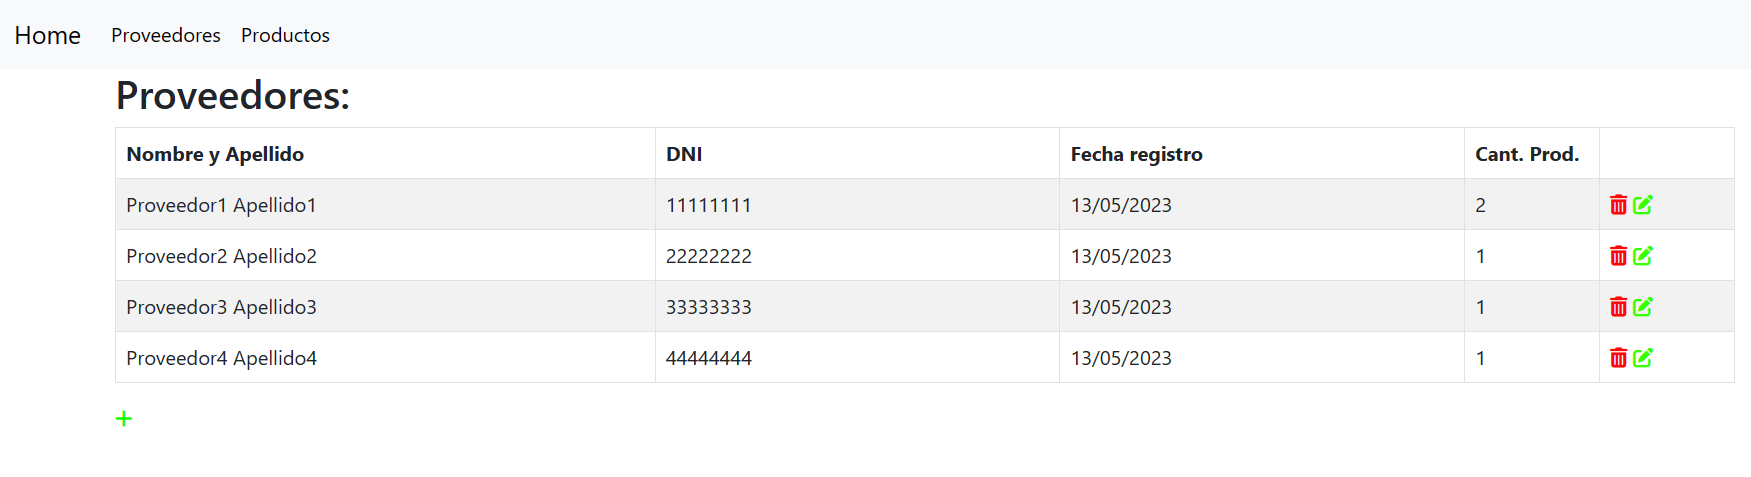 Home Proveedores Productos
Proveedores:
Nombre y Apellido DNI Fecha registro Cant. Prod.
Proveedor1 Apellido1 11111111 13/05/2023 2
Proveedor2 Apellido2 22222222 13/05/2023 1
Proveedor3 Apellido3 33333333 13/05/2023 1
Proveedor4 Apellido4 44444444 13/05/2023 1
+